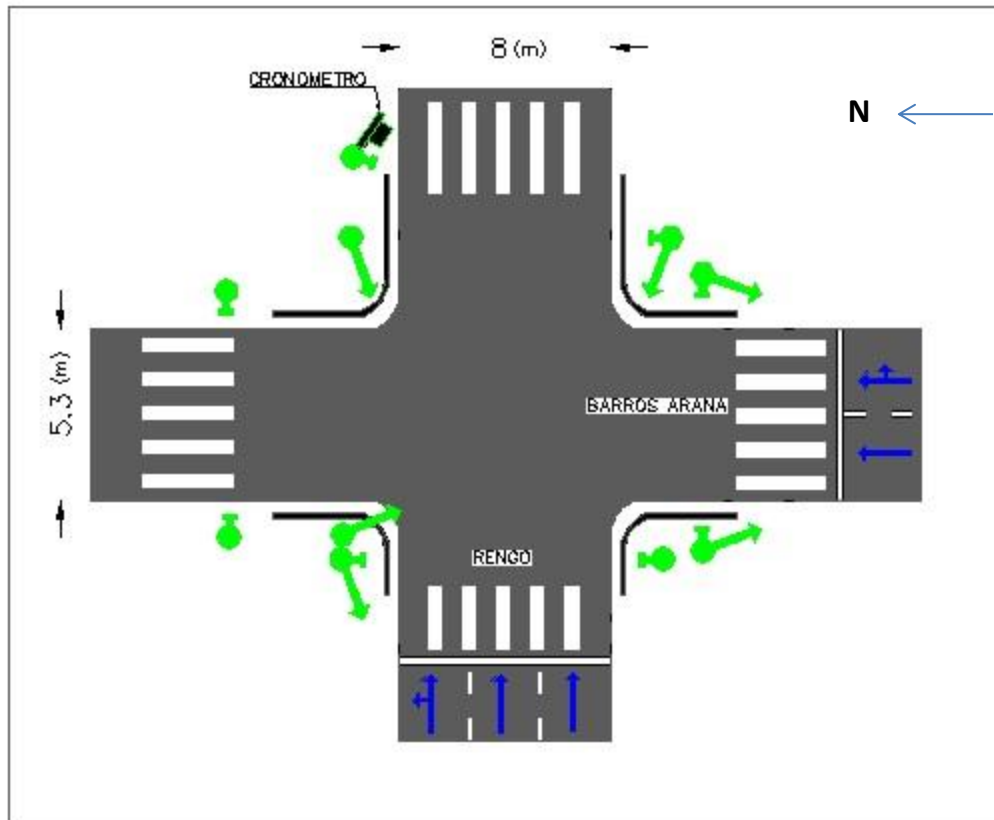 8 (m)
CRONOMETRO
N
5.3 (m)
BARROS ARANA
RENGO